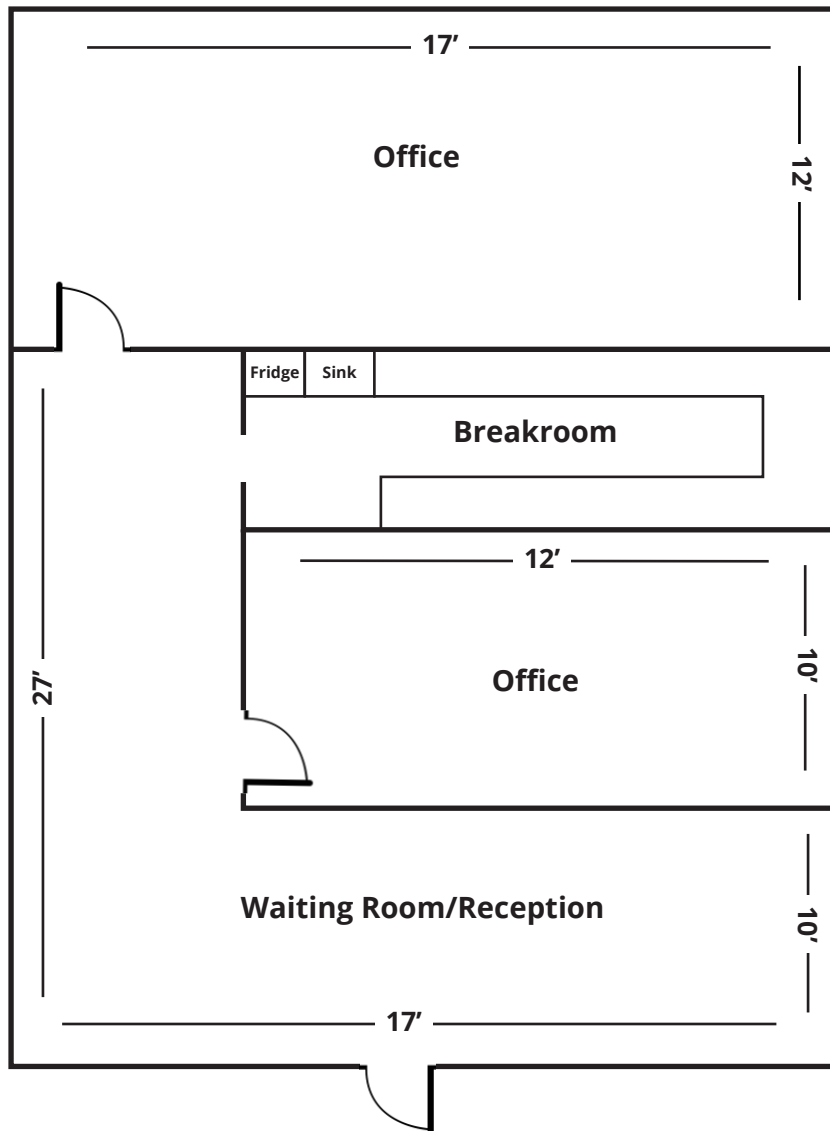 17’
Office
12’
Fridge
Sink
Breakroom
12’
10’
Office
27’
Waiting Room/Reception
10’
17’